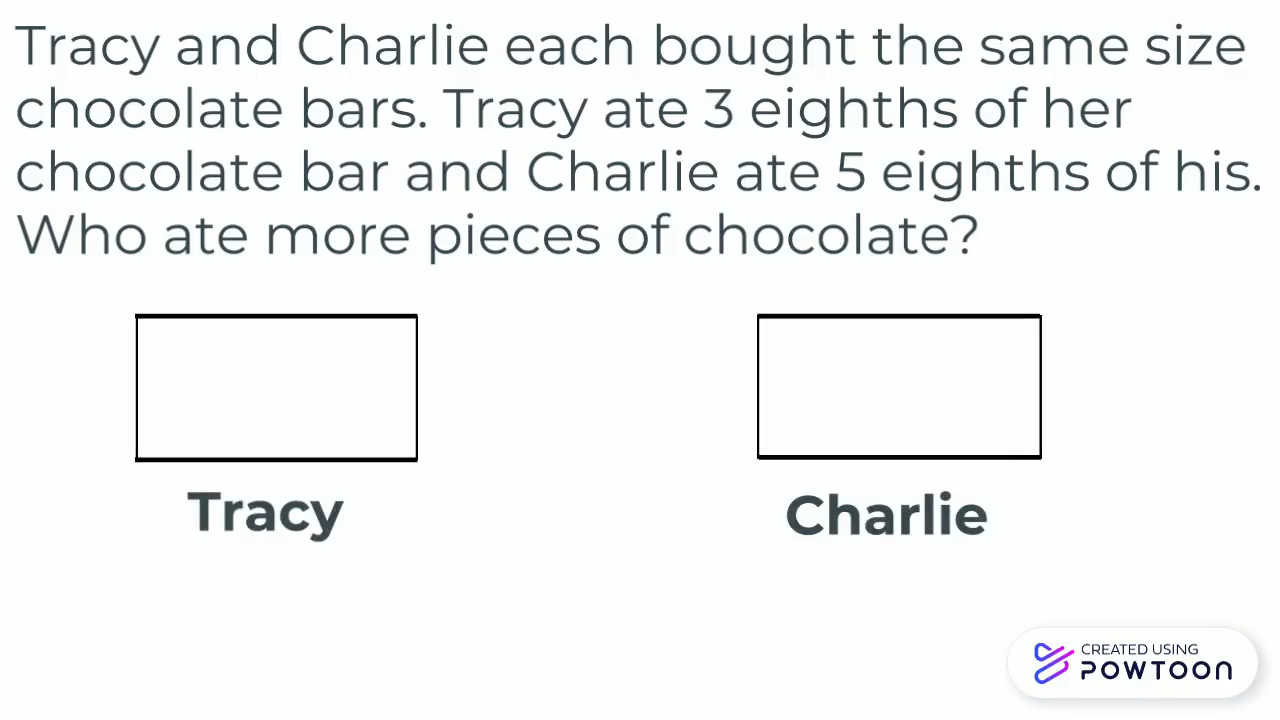 Tracy and Charlie each bought the same size
chocolate bars. Tracy ate 3 eighths of her
chocolate bar and Charlie ate 5 eighths of his.
Who ate more pieces of chocolate?
Tracy
Charlie
CREATED USING
POWTOON